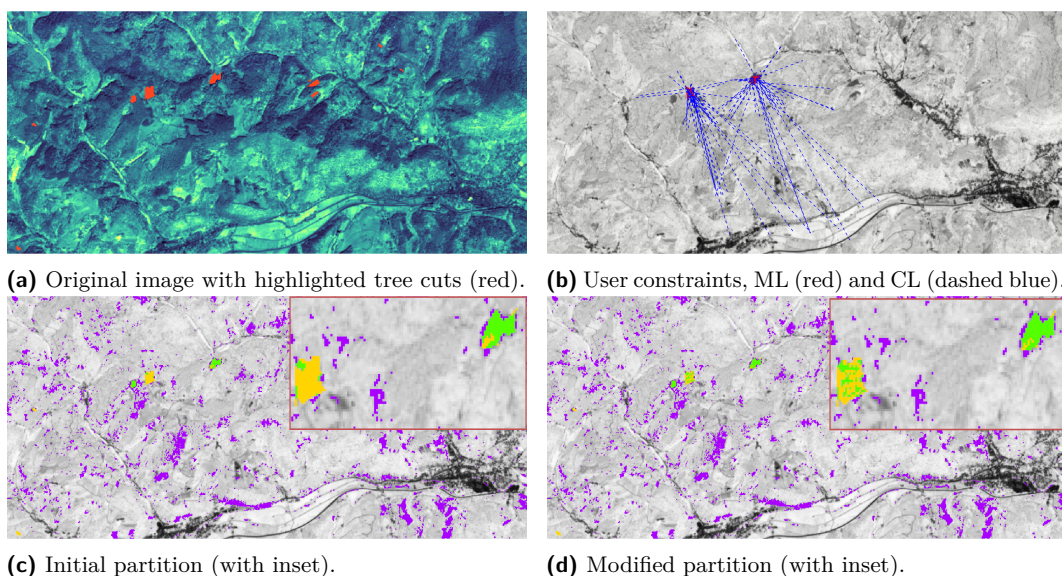 (a) Original image with highlighted tree cuts (red).
(b) User constraints, ML (red) and CL (dashed blue).
(c) Initial partition (with inset).
(d) Modified partition (with inset).